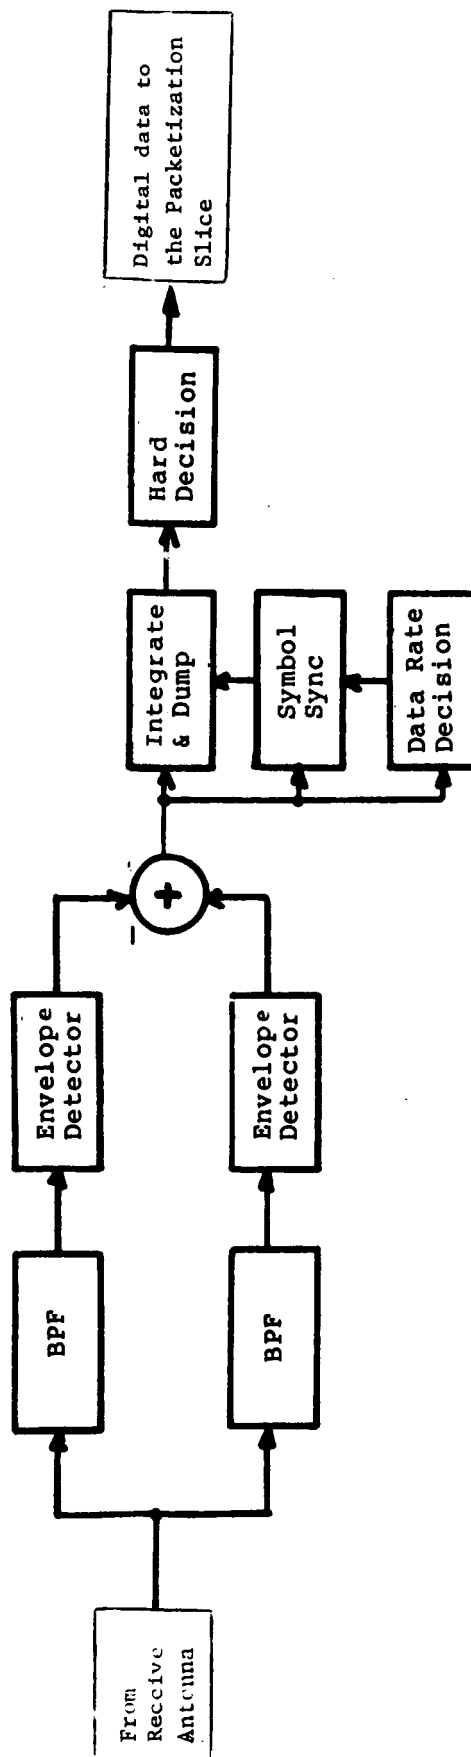 From
Receive
Antenna
BPF
Envelope
Detector
BPF
Envelope
Detector
−
+
Integrate
& Dump
Symbol
Sync
Data Rate
Decision
Hard
Decision
Digital data to
the Packetization
Slice